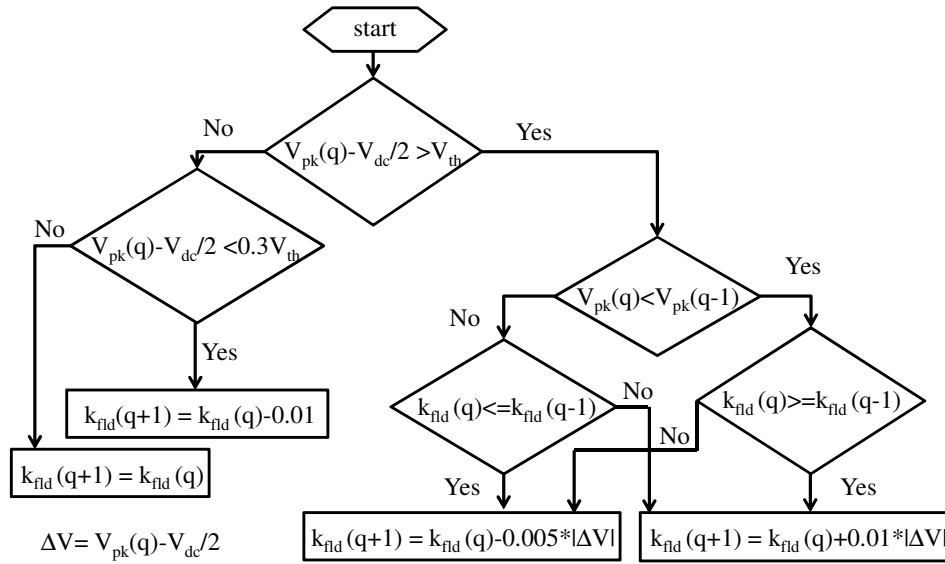 start
No
Yes
V_pk(q)-V_dc/2 >V_th
No
V_pk(q)-V_dc/2 <0.3V_th
Yes
V_pk(q)<V_pk(q-1)
No
Yes
k_fld(q+1) = k_fld(q)-0.01
k_fld(q)<=k_fld(q-1)
No
k_fld(q)>=k_fld(q-1)
No
k_fld(q+1) = k_fld(q)
Yes
Yes
ΔV= V_pk(q)-V_dc/2
k_fld(q+1) = k_fld(q)-0.005*|ΔV|
k_fld(q+1) = k_fld(q)+0.01*|ΔV|